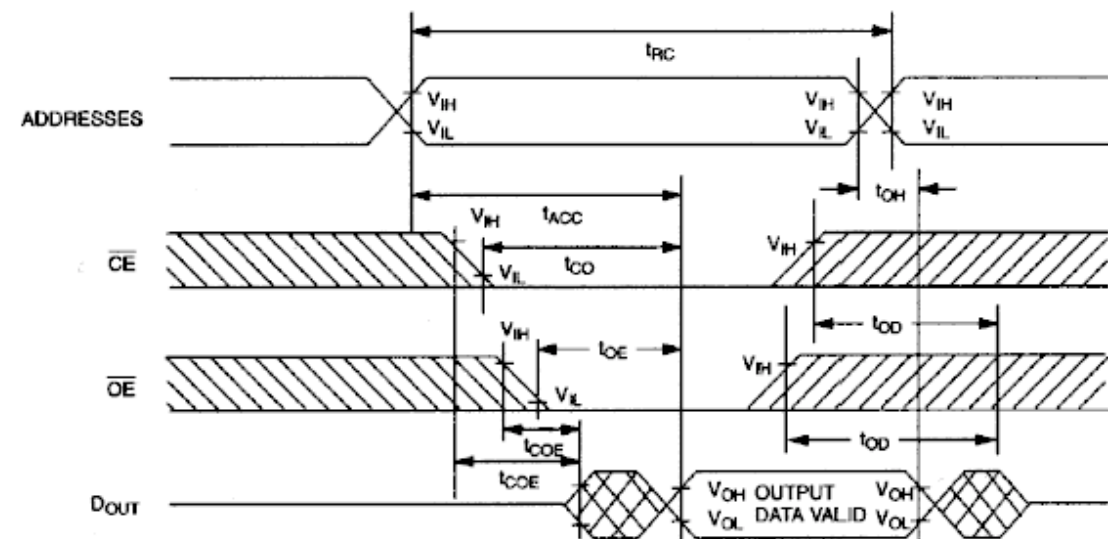 tRC
ADDRESSES
VIH
VIL
VIH
VIL
VIH
VIL
tOH
tACC
VIH
CE
tCO
VIL
VIH
tOD
VIH
OE
tOE
VIL
VIH
tCOE
tOD
tCOE
DOUT
VOH OUTPUT VOH
VOL DATA VALID VOL